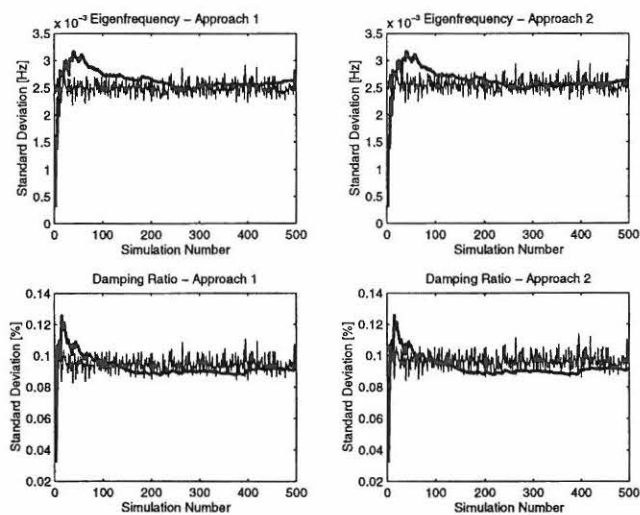 x 10⁻³ Eigenfrequency – Approach 1
Standard Deviation [Hz]
3.5
3
2.5
2
1.5
1
0.5
0
0 100 200 300 400 500
Simulation Number
x 10⁻³ Eigenfrequency – Approach 2
Standard Deviation [Hz]
3.5
3
2.5
2
1.5
1
0.5
0
0 100 200 300 400 500
Simulation Number
Damping Ratio – Approach 1
Standard Deviation [%]
0.14
0.12
0.1
0.08
0.06
0.04
0.02
0 100 200 300 400 500
Simulation Number
Damping Ratio – Approach 2
Standard Deviation [%]
0.14
0.12
0.1
0.08
0.06
0.04
0.02
0 100 200 300 400 500
Simulation Number